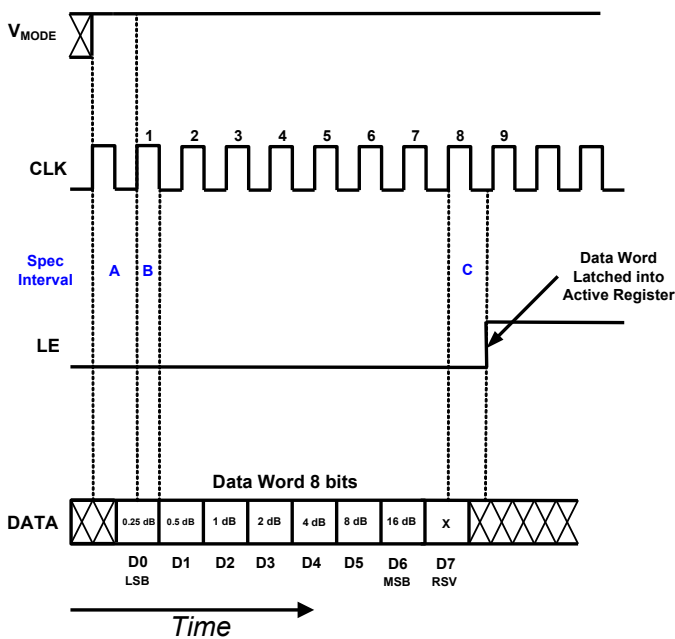 VMODE
1 2 3 4 5 6 7 8 9
CLK
Spec
Interval
A B C
Data Word
Latched into
Active Register
LE
Data Word 8 bits
DATA
0.25 dB 0.5 dB 1 dB 2 dB 4 dB 8 dB 16 dB X
D0 D1 D2 D3 D4 D5 D6 D7
LSB MSB RSV
Time